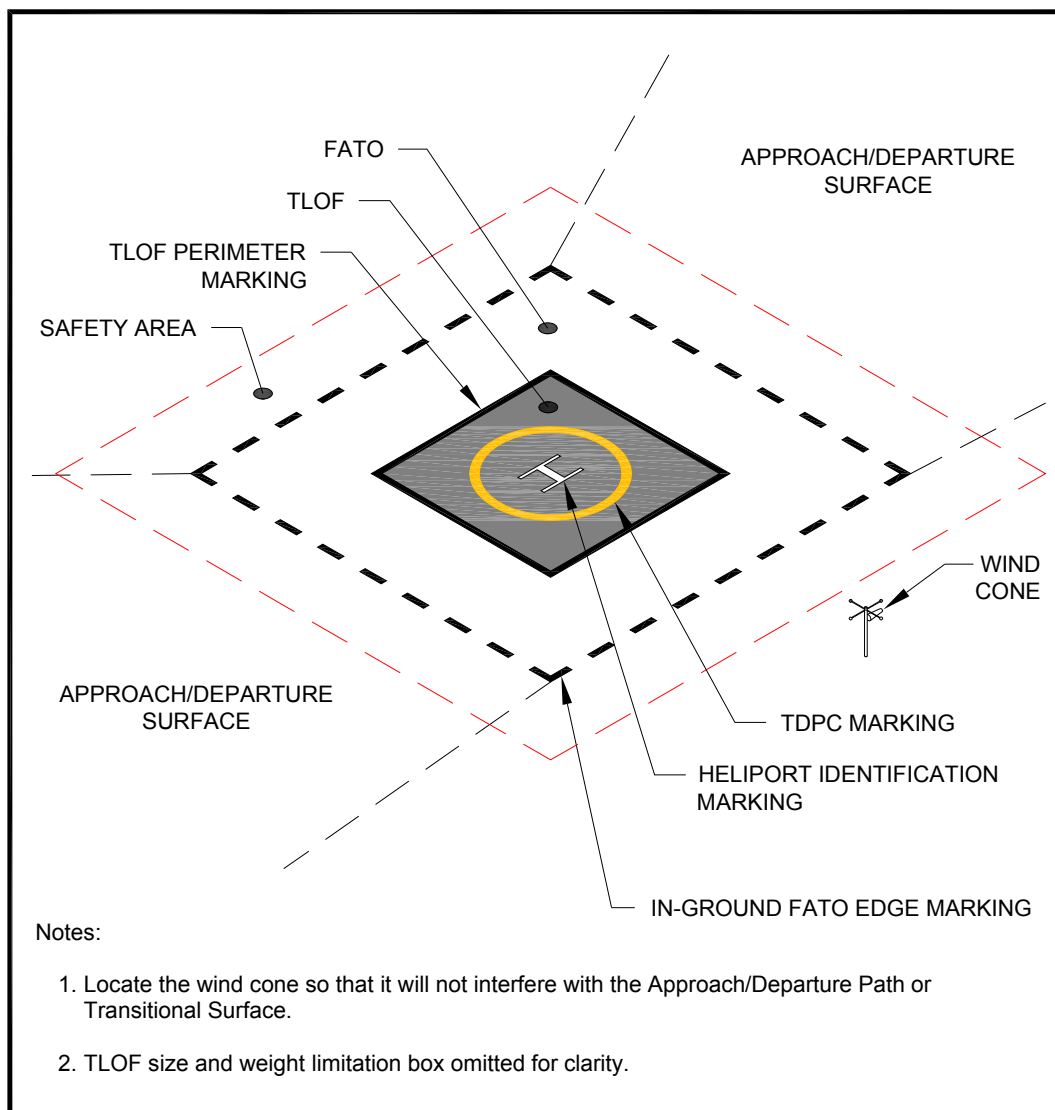 FATO
TLOF
TLOF PERIMETER
MARKING
SAFETY AREA
APPROACH/DEPARTURE
SURFACE
H
WIND
CONE
APPROACH/DEPARTURE
SURFACE
TDPC MARKING
HELIPORT IDENTIFICATION
MARKING
IN-GROUND FATO EDGE MARKING
Notes:
1. Locate the wind cone so that it will not interfere with the Approach/Departure Path or
Transitional Surface.
2. TLOF size and weight limitation box omitted for clarity.